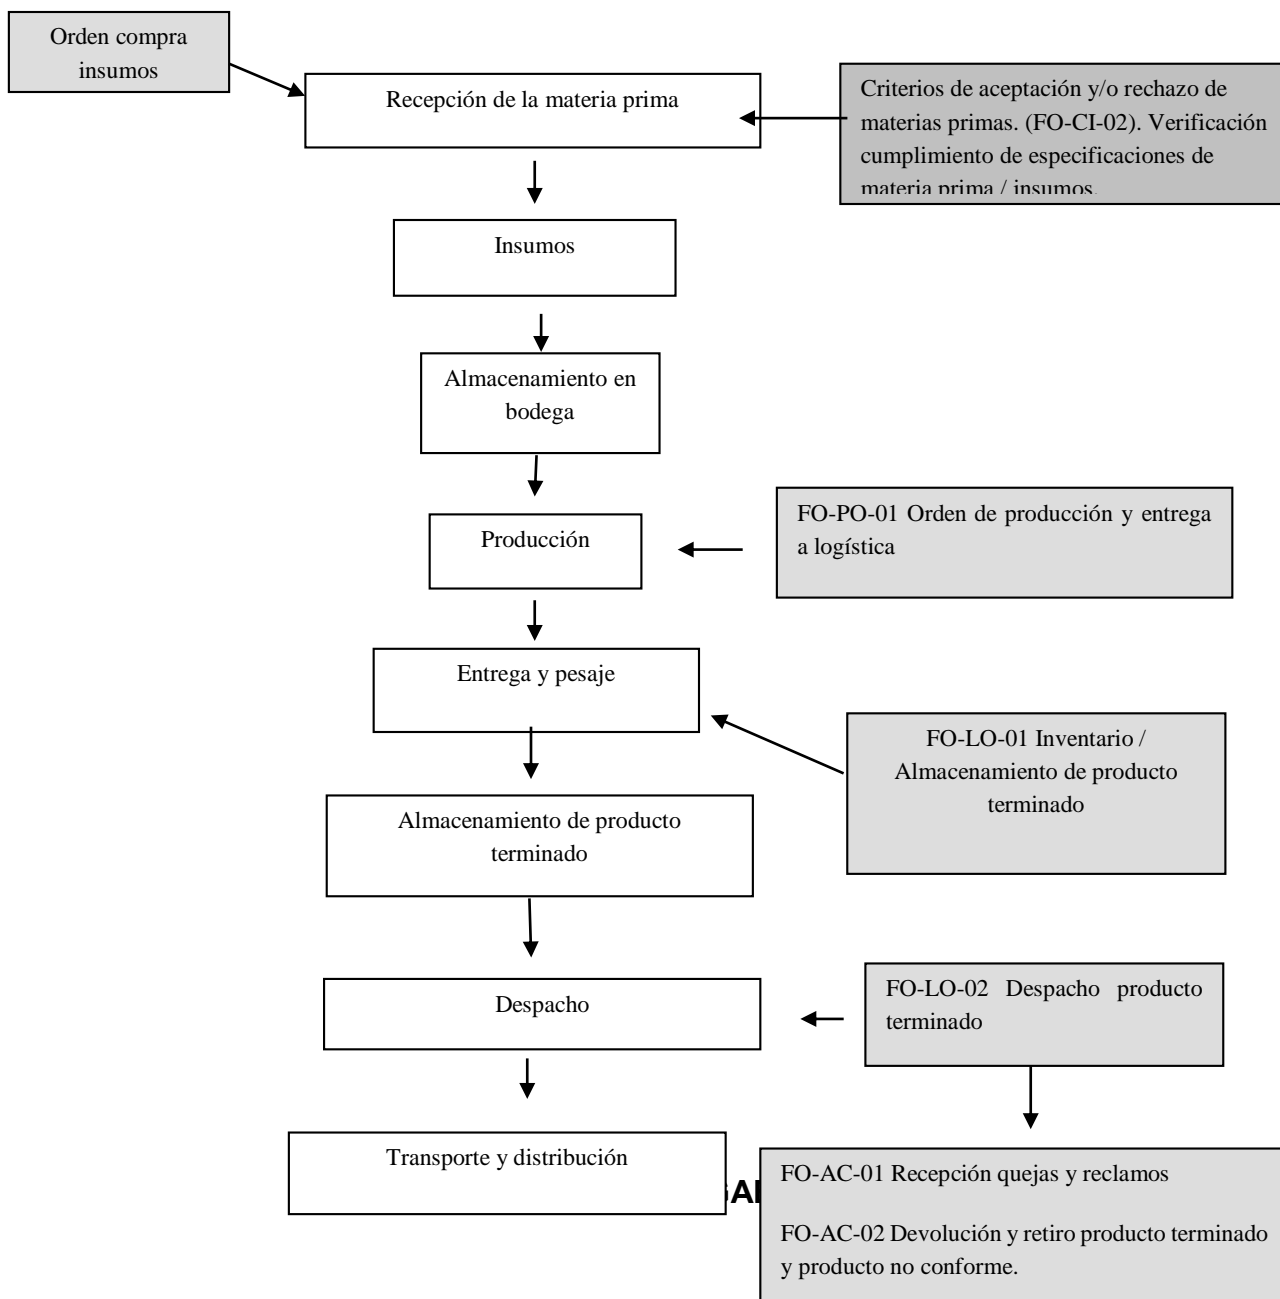 Orden compra
insumos
Recepción de la materia prima
Criterios de aceptación y/o rechazo de
materias primas. (FO-CI-02). Verificación
cumplimiento de especificaciones de
materia prima / insumos.
Insumos
Almacenamiento en
bodega
Producción
FO-PO-01 Orden de producción y entrega
a logística
Entrega y pesaje
FO-LO-01 Inventario /
Almacenamiento de producto
terminado
Almacenamiento de producto
terminado
Despacho
FO-LO-02 Despacho producto
terminado
Transporte y distribución
FO-AC-01 Recepción quejas y reclamos
FO-AC-02 Devolución y retiro producto terminado
y producto no conforme.